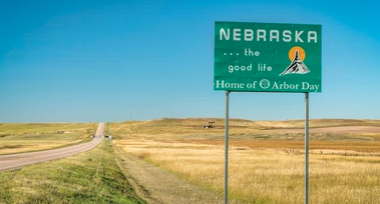 NEBRASKA
...the
good life
Home of Arbor Day